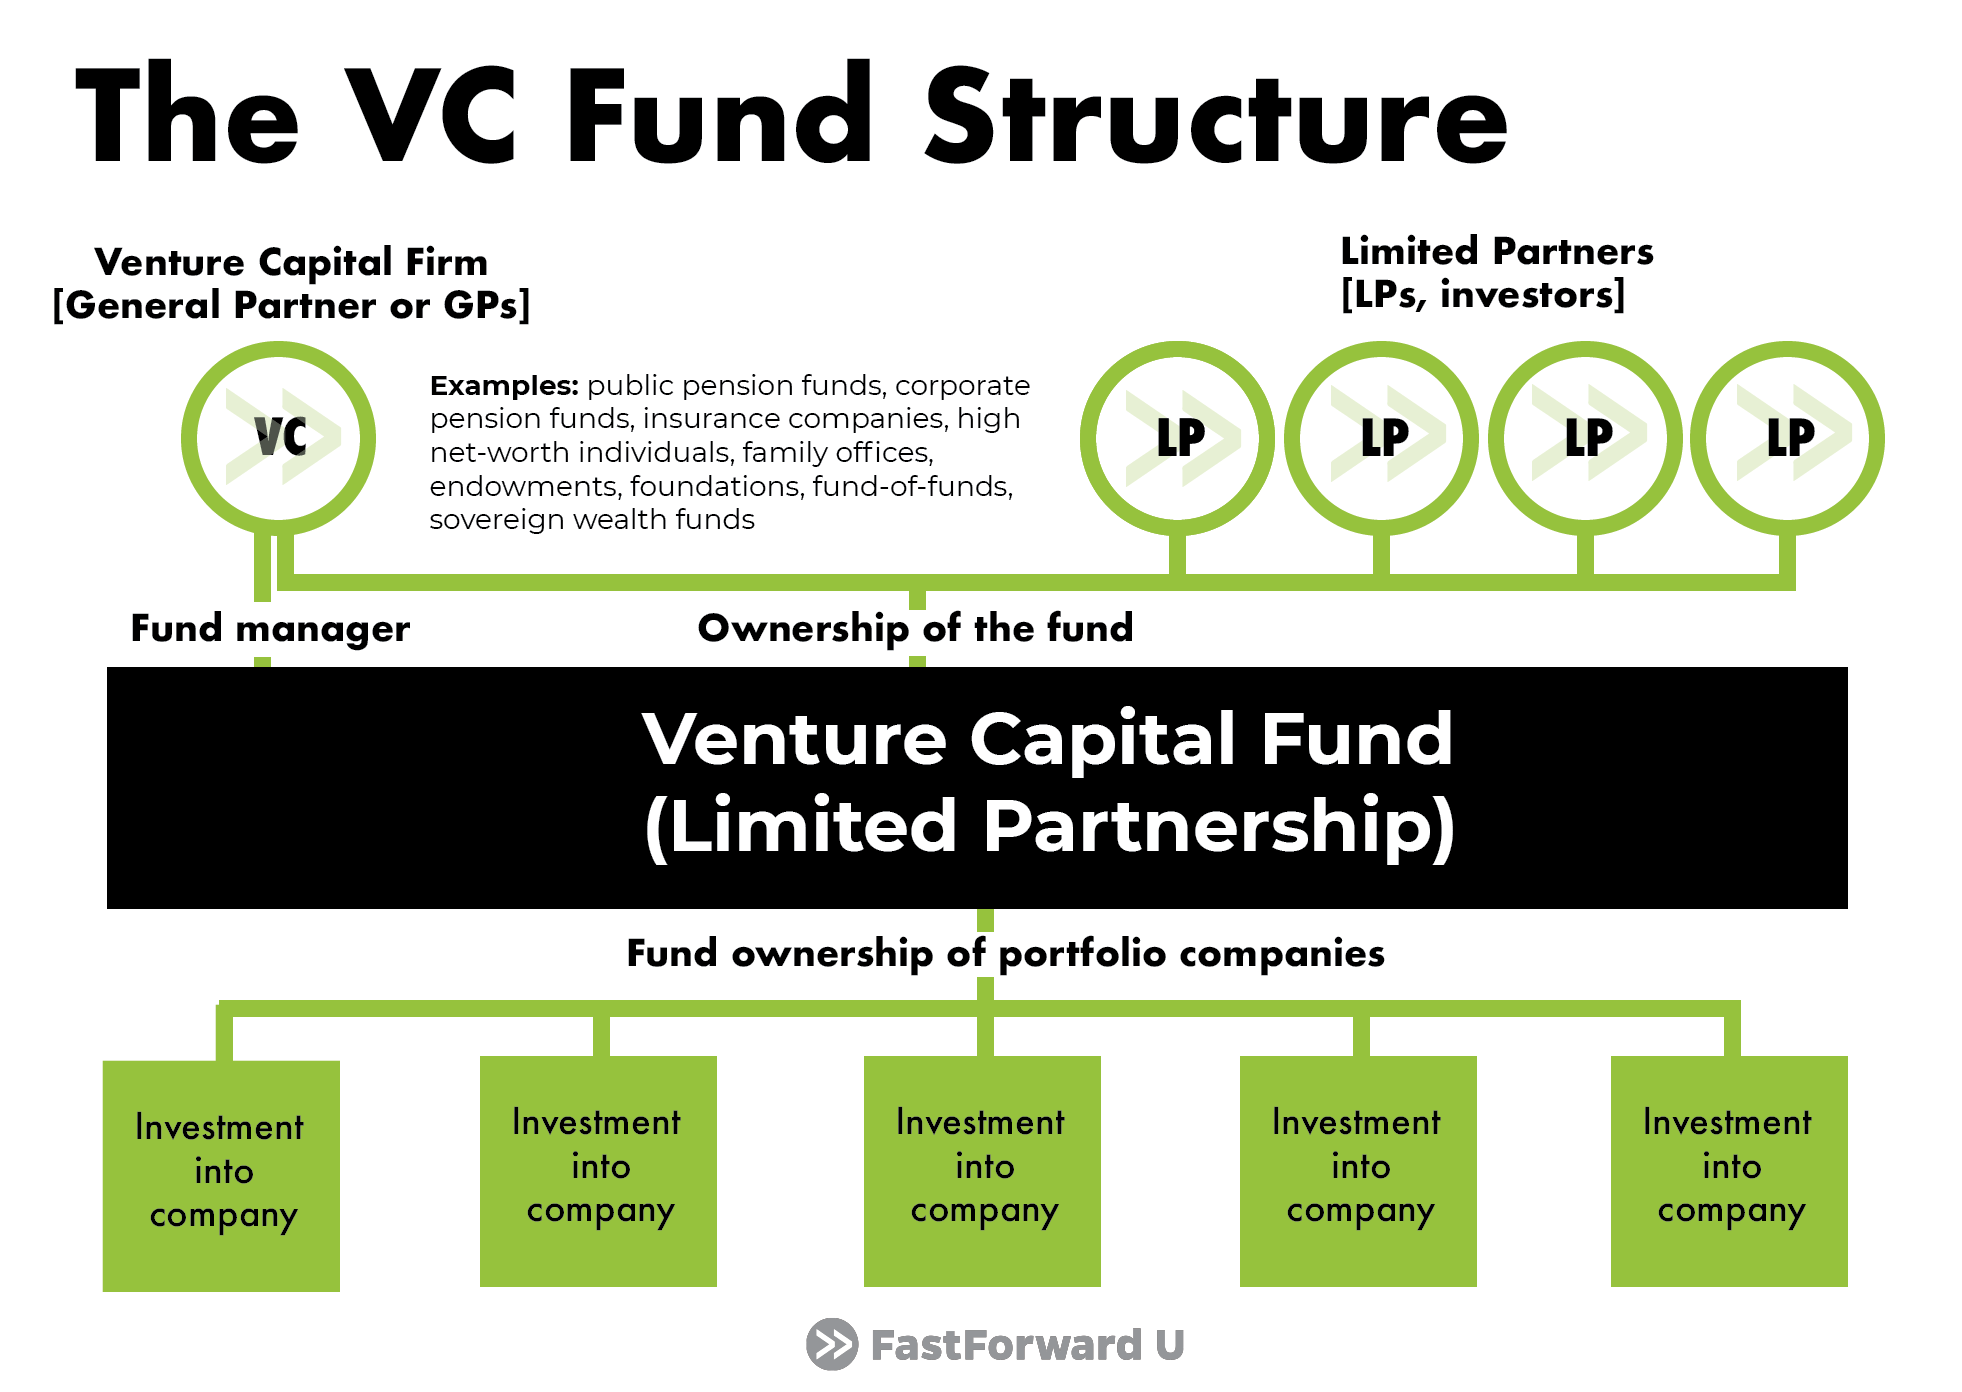 The VC Fund Structure
Venture Capital Firm
[General Partner or GPs]
Limited Partners
[LPs, investors]
VC
Examples: public pension funds, corporate
pension funds, insurance companies, high
net-worth individuals, family offices,
endowments, foundations, fund-of-funds,
sovereign wealth funds
LP
LP
LP
LP
Fund manager
Ownership of the fund
Venture Capital Fund
(Limited Partnership)
Fund ownership of portfolio companies
Investment
into
company
Investment
into
company
Investment
into
company
Investment
into
company
Investment
into
company
FastForward U